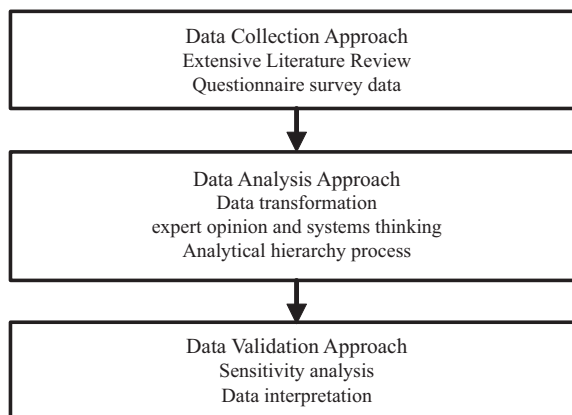 Data Collection Approach
Extensive Literature Review
Questionnaire survey data
Data Analysis Approach
Data transformation
expert opinion and systems thinking
Analytical hierarchy process
Data Validation Approach
Sensitivity analysis
Data interpretation